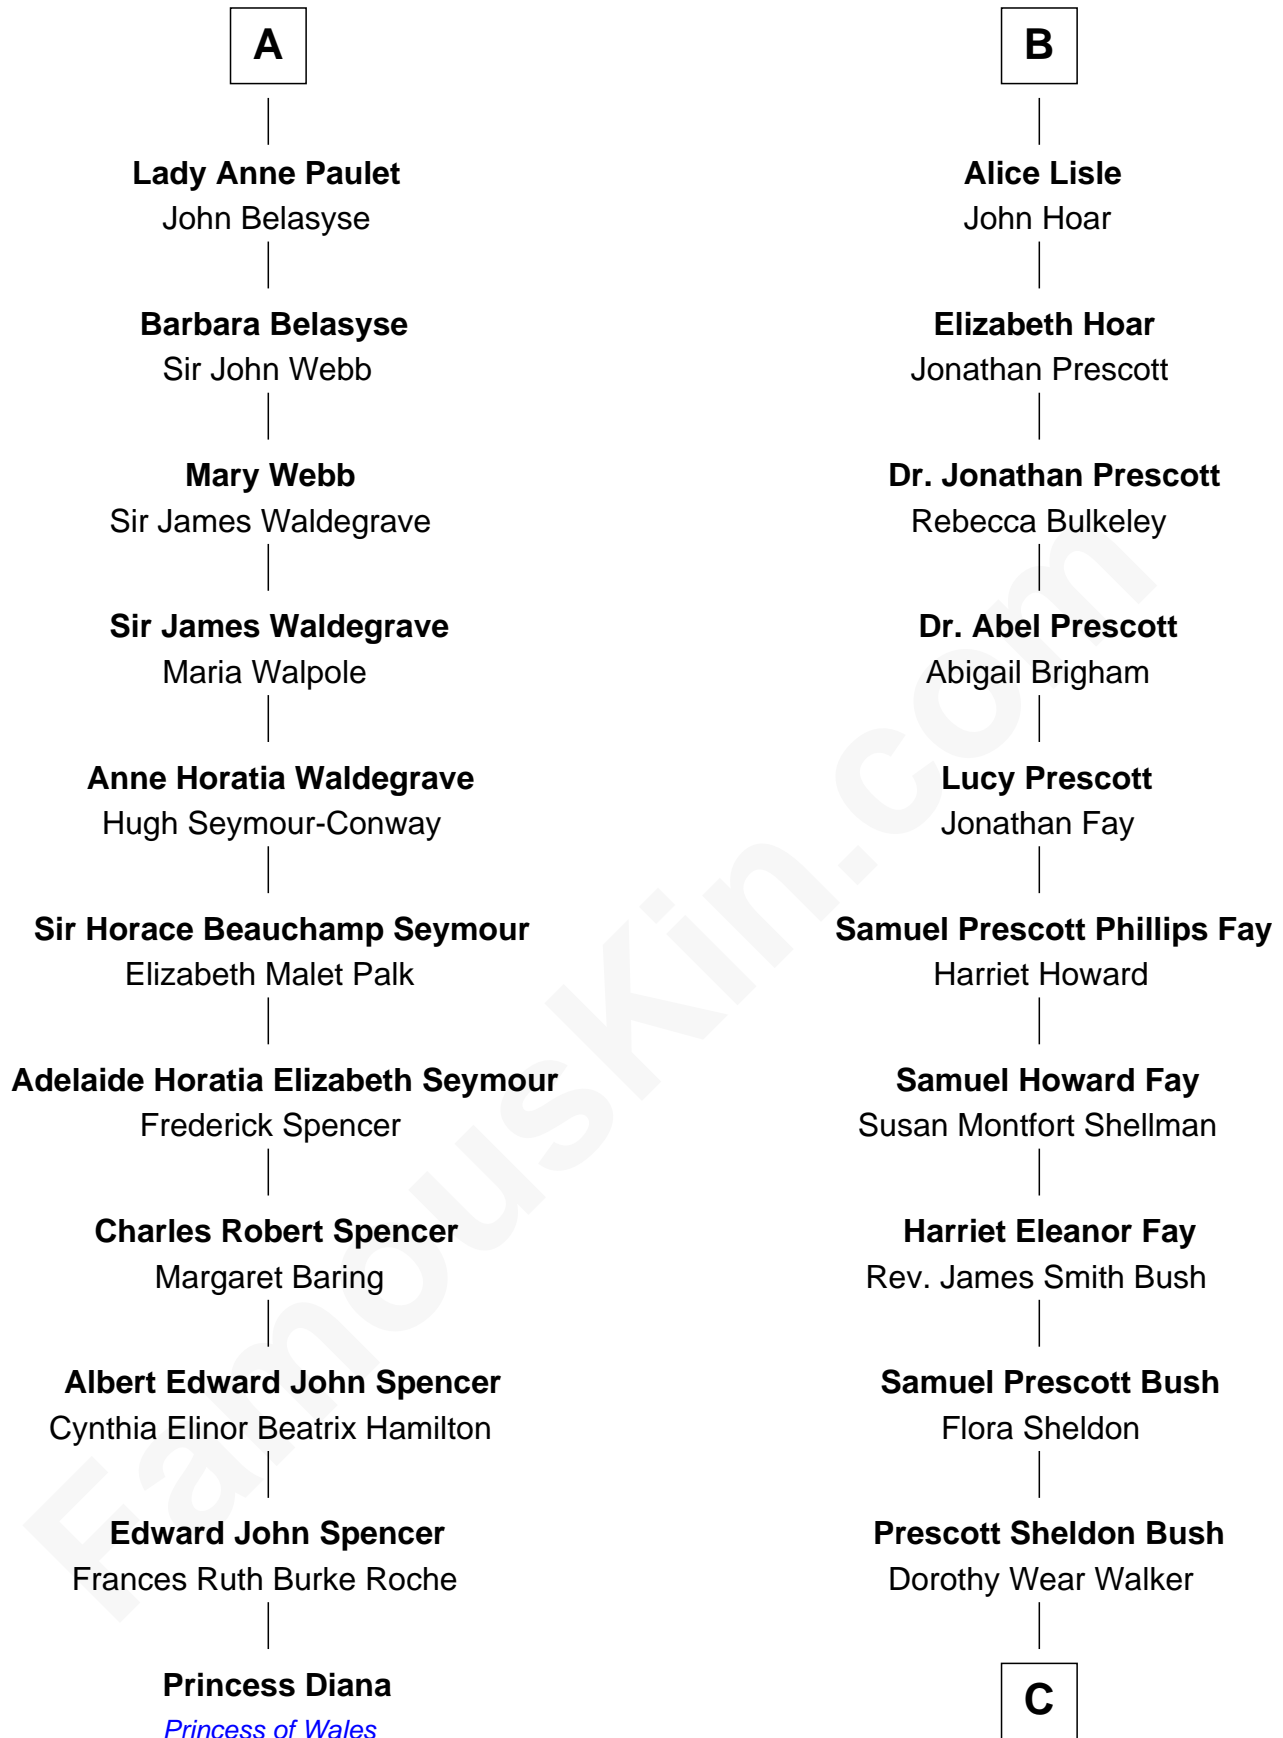 A
Lady Anne Paulet
John Belasyse
Barbara Belasyse
Sir John Webb
Mary Webb
Sir James Waldegrave
Sir James Waldegrave
Maria Walpole
Anne Horatia Waldegrave
Hugh Seymour-Conway
Sir Horace Beauchamp Seymour
Elizabeth Malet Palk
Adelaide Horatia Elizabeth Seymour
Frederick Spencer
Charles Robert Spencer
Margaret Baring
Albert Edward John Spencer
Cynthia Elinor Beatrix Hamilton
Edward John Spencer
Frances Ruth Burke Roche
Princess Diana
Princess of Wales
B
Alice Lisle
John Hoar
Elizabeth Hoar
Jonathan Prescott
Dr. Jonathan Prescott
Rebecca Bulkeley
Dr. Abel Prescott
Abigail Brigham
Lucy Prescott
Jonathan Fay
Samuel Prescott Phillips Fay
Harriet Howard
Samuel Howard Fay
Susan Montfort Shellman
Harriet Eleanor Fay
Rev. James Smith Bush
Samuel Prescott Bush
Flora Sheldon
Prescott Sheldon Bush
Dorothy Wear Walker
C
FamousKin.com